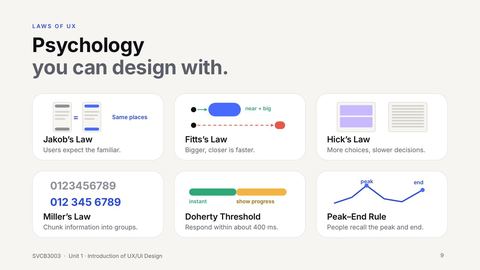 LAWS OF UX
Psychology
you can design with.
= Same places
near + big
Jakob's Law
Users expect the familiar.
Fitts's Law
Bigger, closer is faster.
Hick's Law
More choices, slower decisions.
0123456789
012 345 6789
instant show progress
peak end
Miller's Law
Chunk information into groups.
Doherty Threshold
Respond within about 400 ms.
Peak–End Rule
People recall the peak and end.
SVCB3003 · Unit 1 · Introduction of UX/UI Design
9